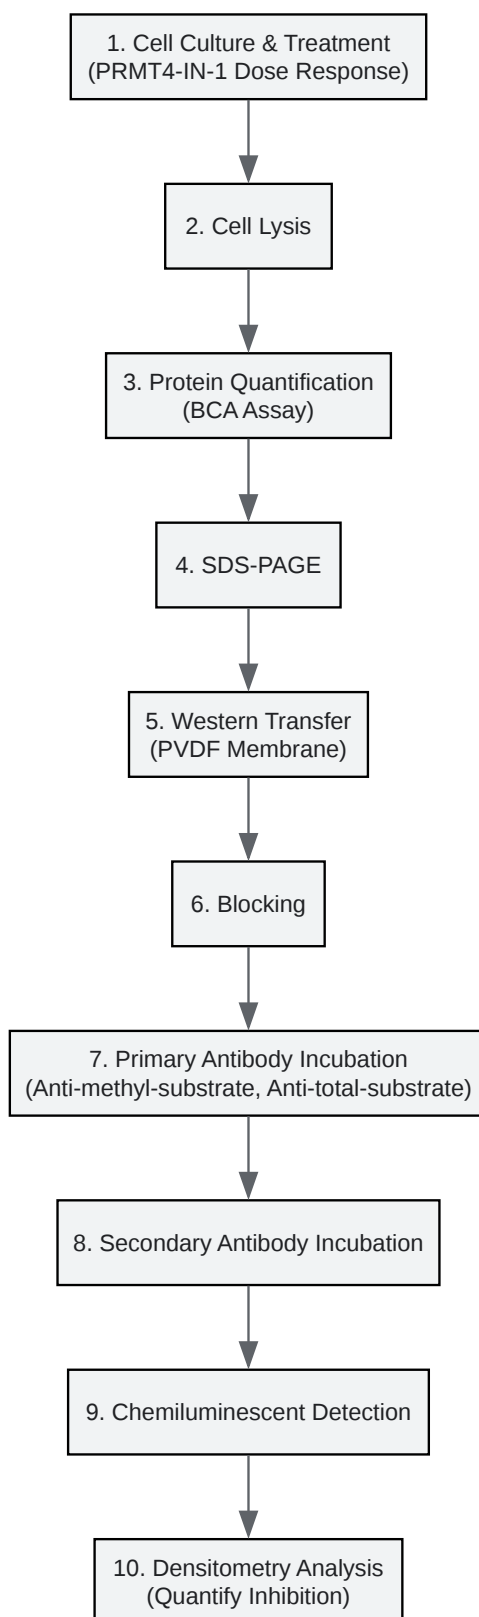 1. Cell Culture & Treatment
(PRMT4-IN-1 Dose Response)
2. Cell Lysis
3. Protein Quantification
(BCA Assay)
4. SDS-PAGE
5. Western Transfer
(PVDF Membrane)
6. Blocking
7. Primary Antibody Incubation
(Anti-methyl-substrate, Anti-total-substrate)
8. Secondary Antibody Incubation
9. Chemiluminescent Detection
10. Densitometry Analysis
(Quantify Inhibition)